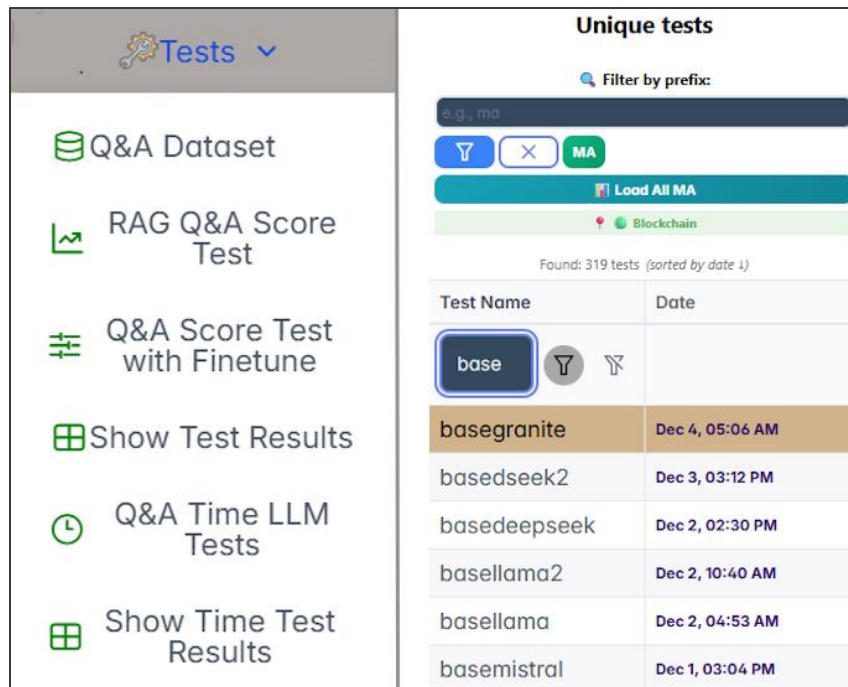 Tests
Q&A Dataset
RAG Q&A Score
Test
Q&A Score Test
with Finetune
Show Test Results
Q&A Time LLM
Tests
Show Time Test
Results
Unique tests
Filter by prefix:
e.g., ma
MA
Load All MA
Blockchain
Found: 319 tests (sorted by date ↓)
Test Name Date
base
basegranite Dec 4, 05:06 AM
basedseek2 Dec 3, 03:12 PM
basedeepseek Dec 2, 02:30 PM
basellama2 Dec 2, 10:40 AM
basellama Dec 2, 04:53 AM
basemistral Dec 1, 03:04 PM